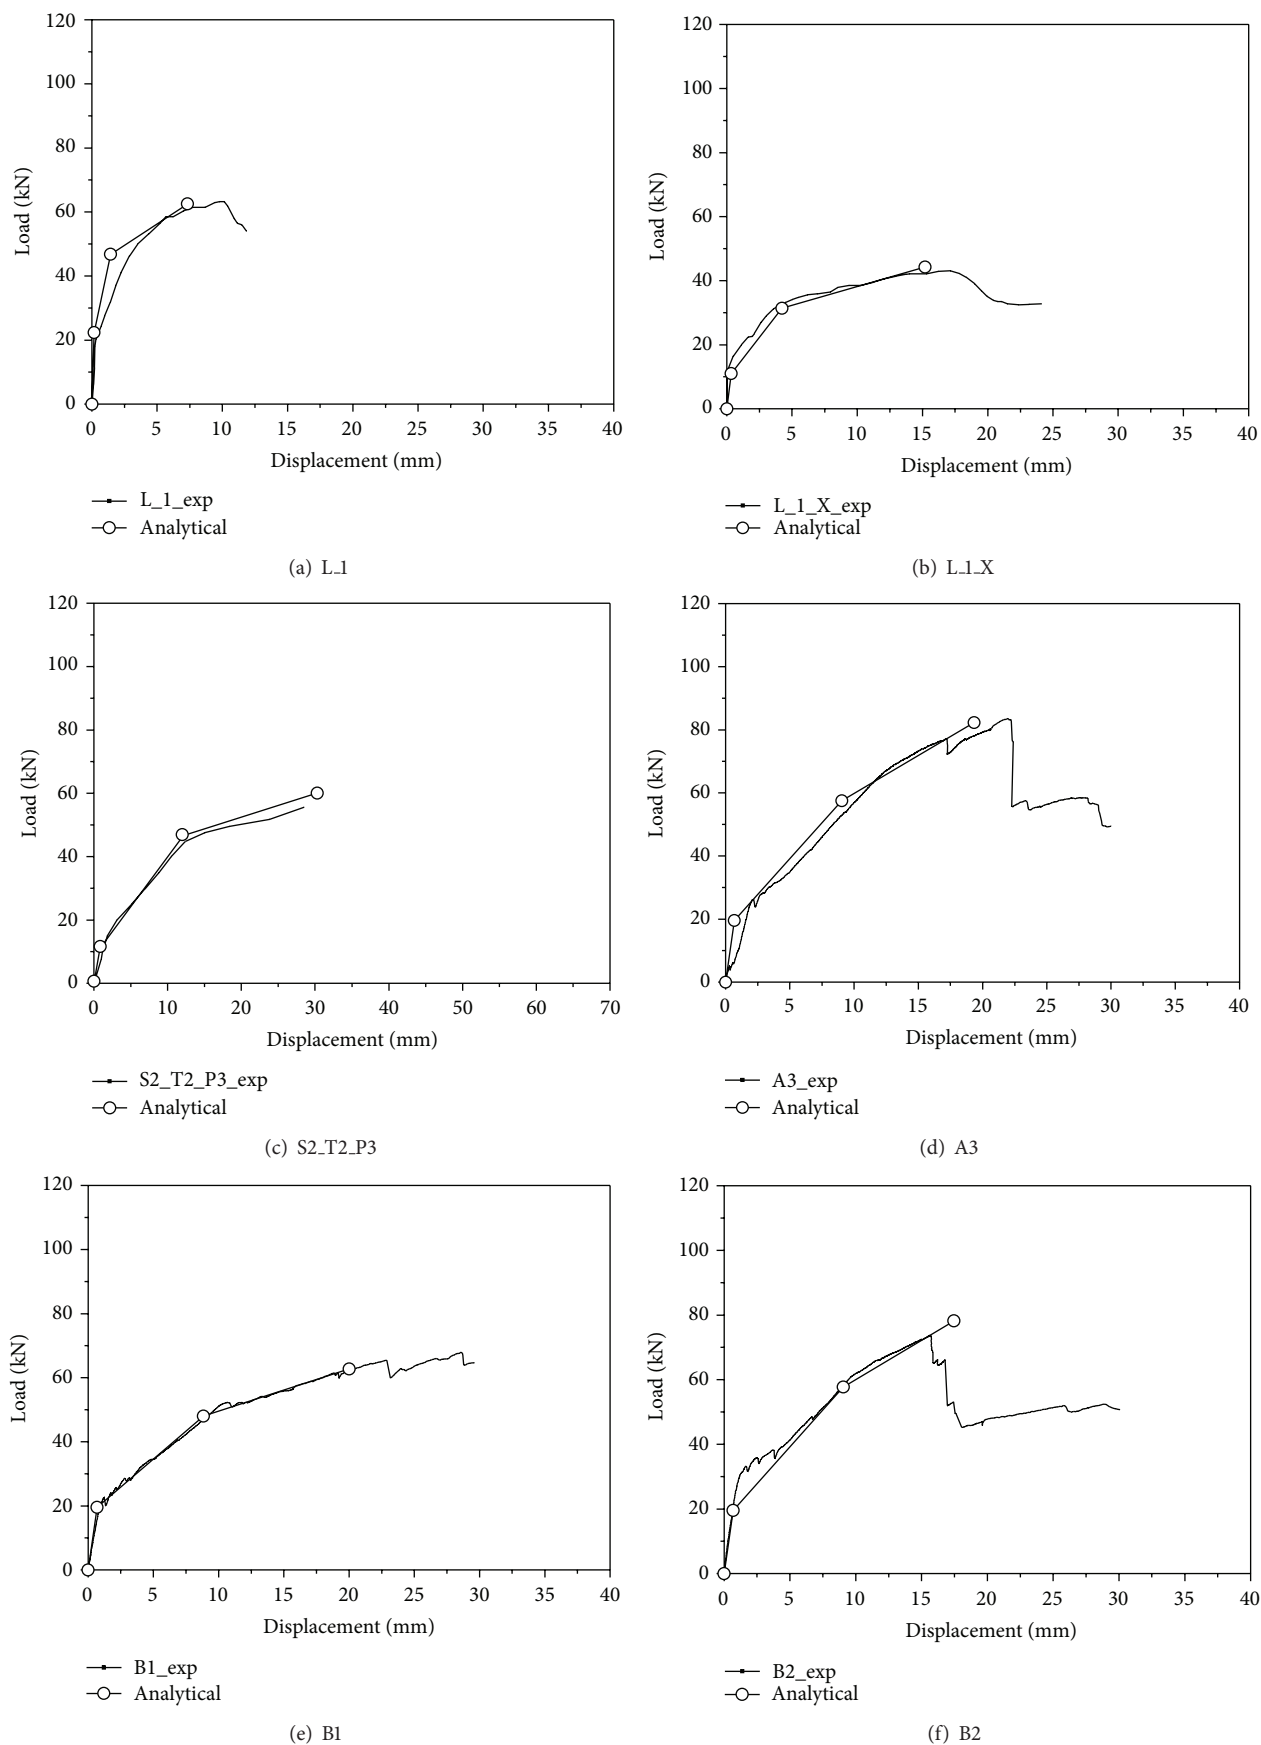 120
100
80
60
40
20
0
Load (kN)
0 5 10 15 20 25 30 35 40
Displacement (mm)
L_1_exp
Analytical
(a) L_1
120
100
80
60
40
20
0
Load (kN)
0 5 10 15 20 25 30 35 40
Displacement (mm)
L_1_X_exp
Analytical
(b) L_1_X
120
100
80
60
40
20
0
Load (kN)
0 10 20 30 40 50 60 70
Displacement (mm)
S2_T2_P3_exp
Analytical
(c) S2_T2_P3
120
100
80
60
40
20
0
Load (kN)
0 5 10 15 20 25 30 35 40
Displacement (mm)
A3_exp
Analytical
(d) A3
120
100
80
60
40
20
0
Load (kN)
0 5 10 15 20 25 30 35 40
Displacement (mm)
B1_exp
Analytical
(e) B1
120
100
80
60
40
20
0
Load (kN)
0 5 10 15 20 25 30 35 40
Displacement (mm)
B2_exp
Analytical
(f) B2